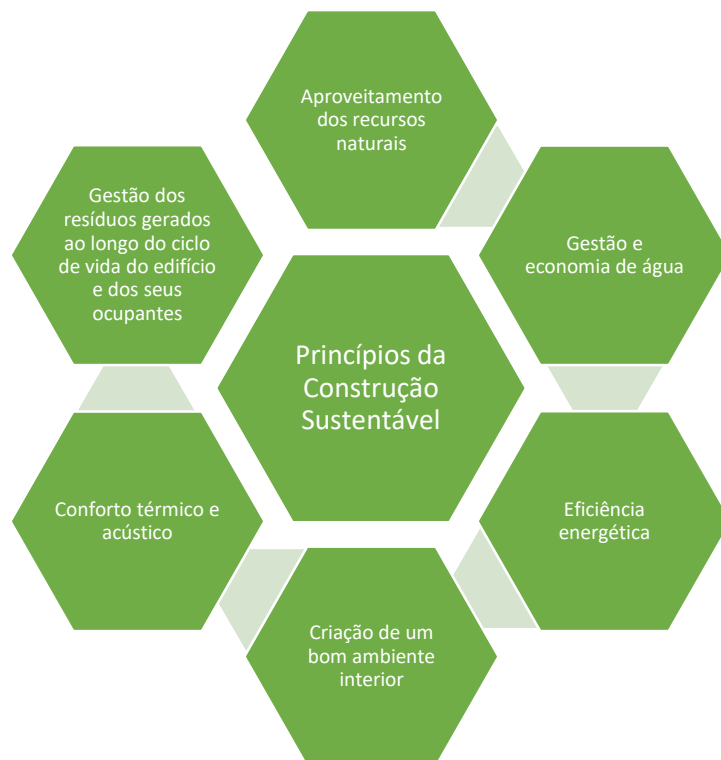 Aproveitamento
dos recursos
naturais
Gestão e
economia de água
Eficiência
energética
Criação de um
bom ambiente
interior
Conforto térmico e
acústico
Gestão dos
resíduos gerados
ao longo do ciclo
de vida do edifício
e dos seus
ocupantes
Princípios da
Construção
Sustentável